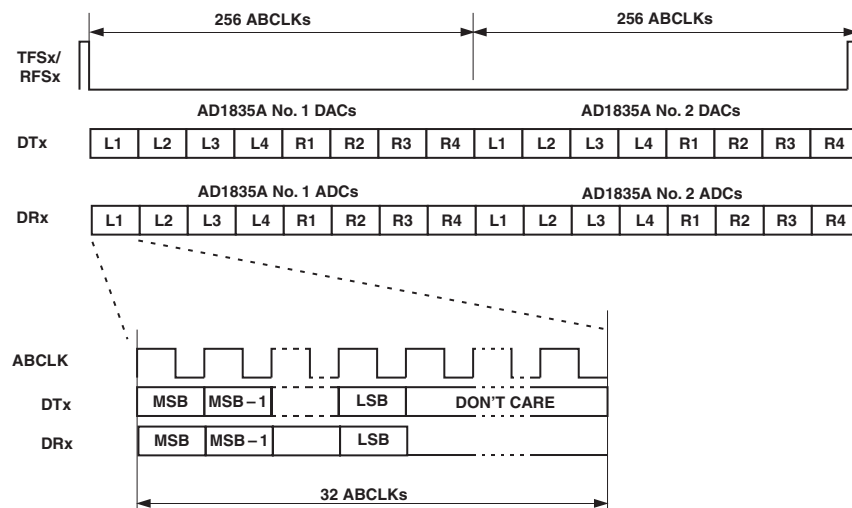 256 ABCLKs 256 ABCLKs
TFSx/
RFSx
AD1835A No. 1 DACs AD1835A No. 2 DACs
DTx L1 L2 L3 L4 R1 R2 R3 R4 L1 L2 L3 L4 R1 R2 R3 R4
AD1835A No. 1 ADCs AD1835A No. 2 ADCs
DRx L1 L2 L3 L4 R1 R2 R3 R4 L1 L2 L3 L4 R1 R2 R3 R4
ABCLK
DTx MSB MSB–1 LSB DON'T CARE
DRx MSB MSB–1 LSB
32 ABCLKs